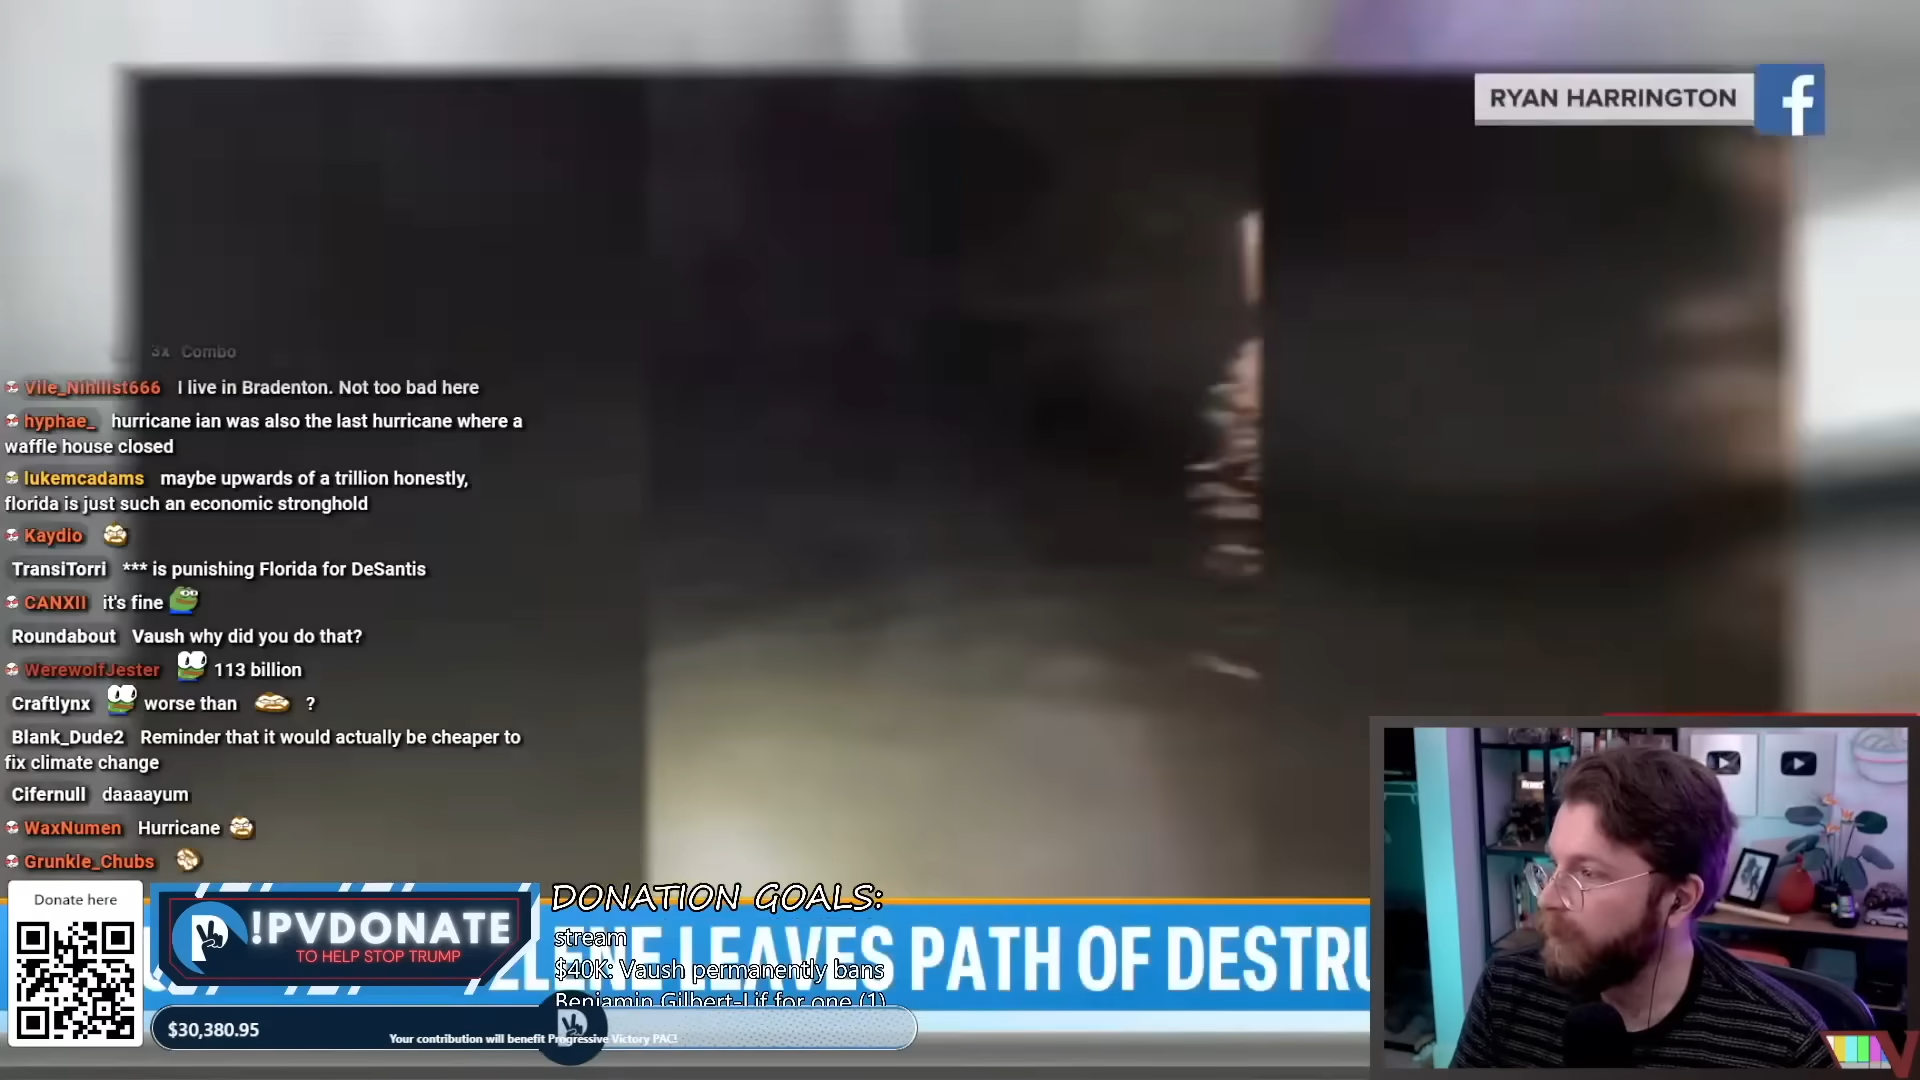 RYAN HARRINGTON
3x Combo
Vile_Nihilist666 I live in Bradenton. Not too bad here
hyphae_ hurricane ian was also the last hurricane where a
waffle house closed
lukemcadams maybe upwards of a trillion honestly,
florida is just such an economic stronghold
Kaydio
TransiTorri *** is punishing Florida for DeSantis
CANXII it's fine
Roundabout Vaush why did you do that?
WerewolfJester 113 billion
Craftlynx worse than ?
Blank_Dude2 Reminder that it would actually be cheaper to
fix climate change
Cifernull daaaayum
WaxNumen Hurricane
Grunkle_Chubs
Donate here
!PVDONATE
TO HELP STOP TRUMP
DONATION GOALS:
stream
$40K: Vaush permanently bans
Benjamin Gilbert-Lif for one (1)
LEAVES PATH OF DESTRU
$30,380.95
Your contribution will benefit Progressive Victory PAC!